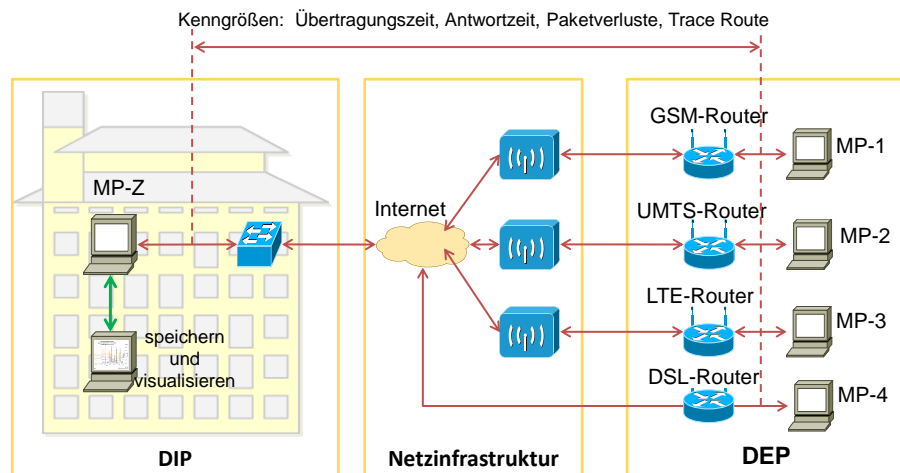 Kenngrößen: Übertragungszeit, Antwortzeit, Paketverluste, Trace Route
GSM-Router
MP-1
MP-Z
Internet
UMTS-Router
MP-2
LTE-Router
MP-3
speichern
und
visualisieren
DSL-Router
MP-4
DIP
Netzinfrastruktur
DEP